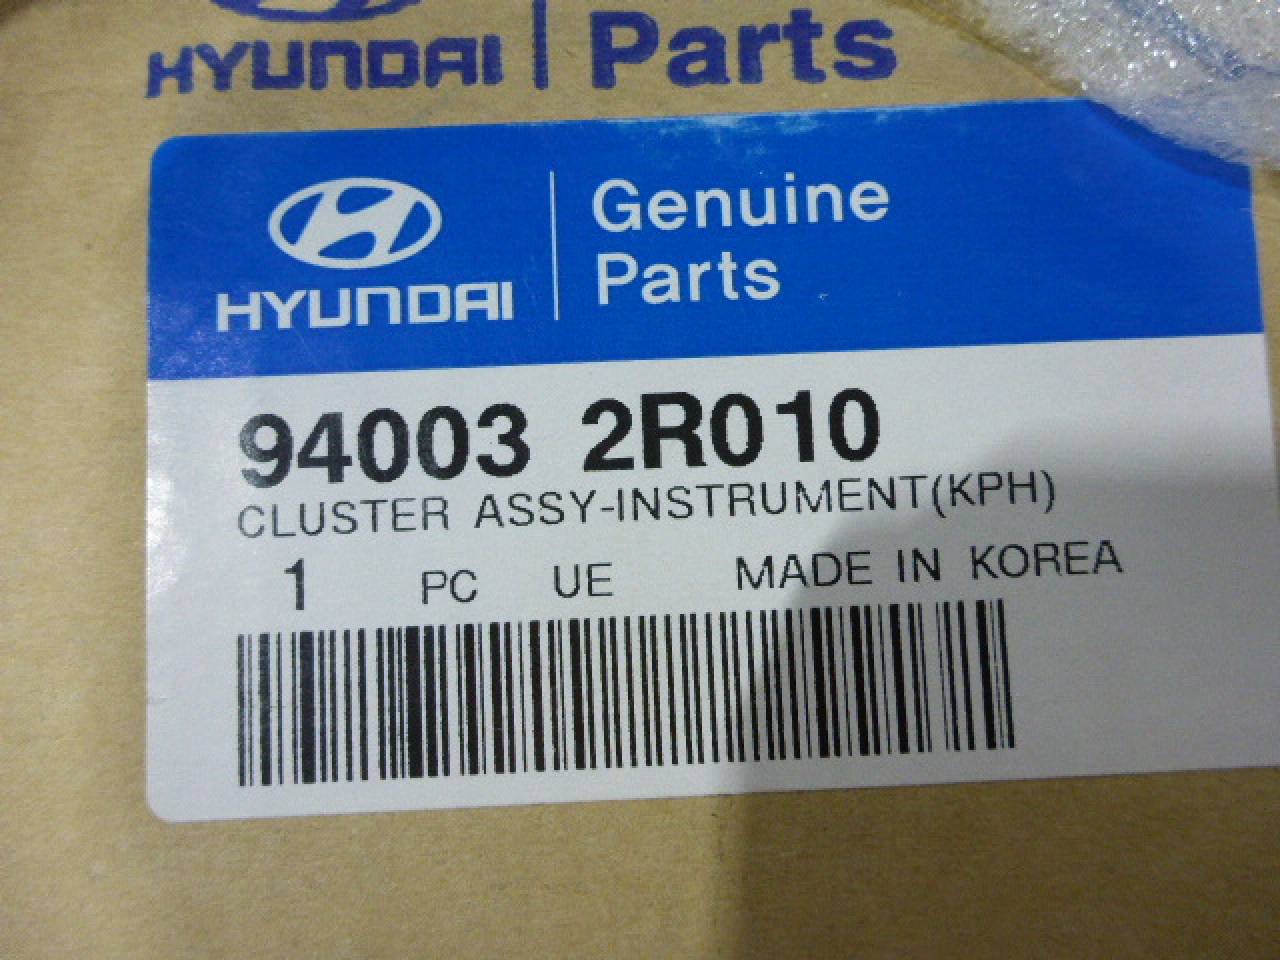 HYUNDAI | Parts
HYUNDAI
Genuine
Parts
94003 2R010
CLUSTER ASSY-INSTRUMENT(KPH)
1 PC UE MADE IN KOREA